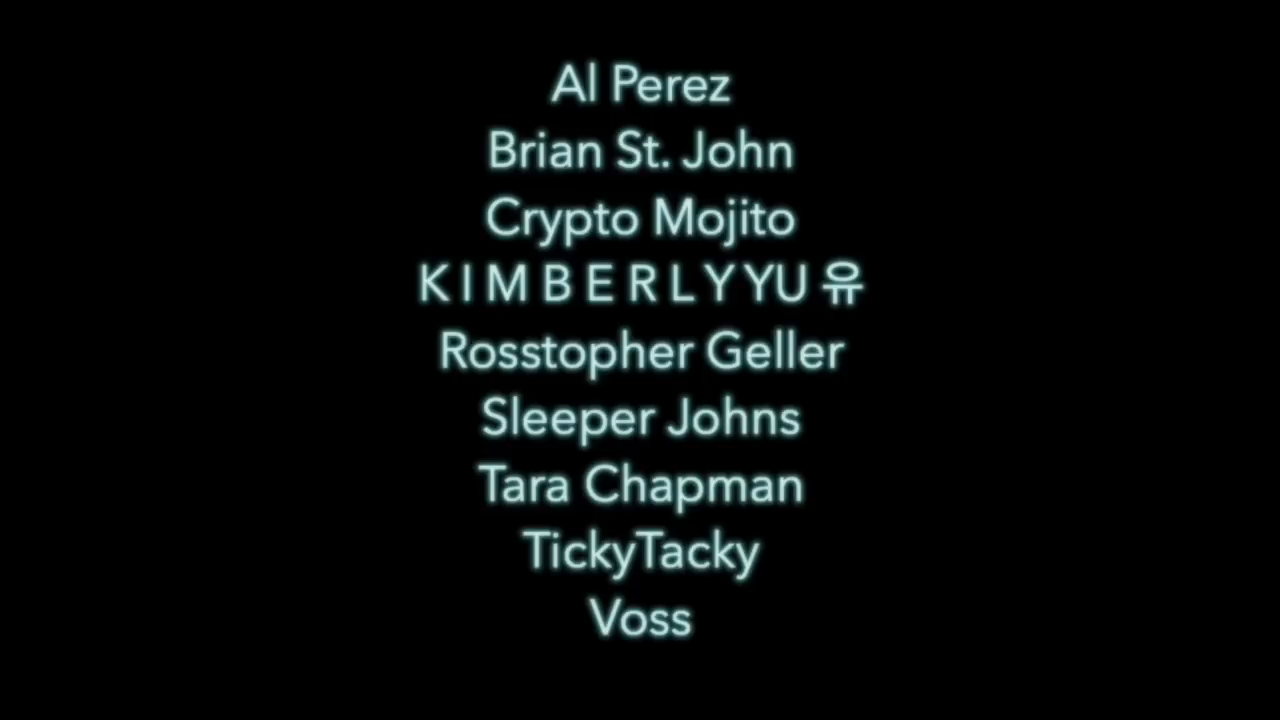 Al Perez
Brian St. John
Crypto Mojito
K I M B E R L Y YU 유
Rosstopher Geller
Sleeper Johns
Tara Chapman
TickyTacky
Voss